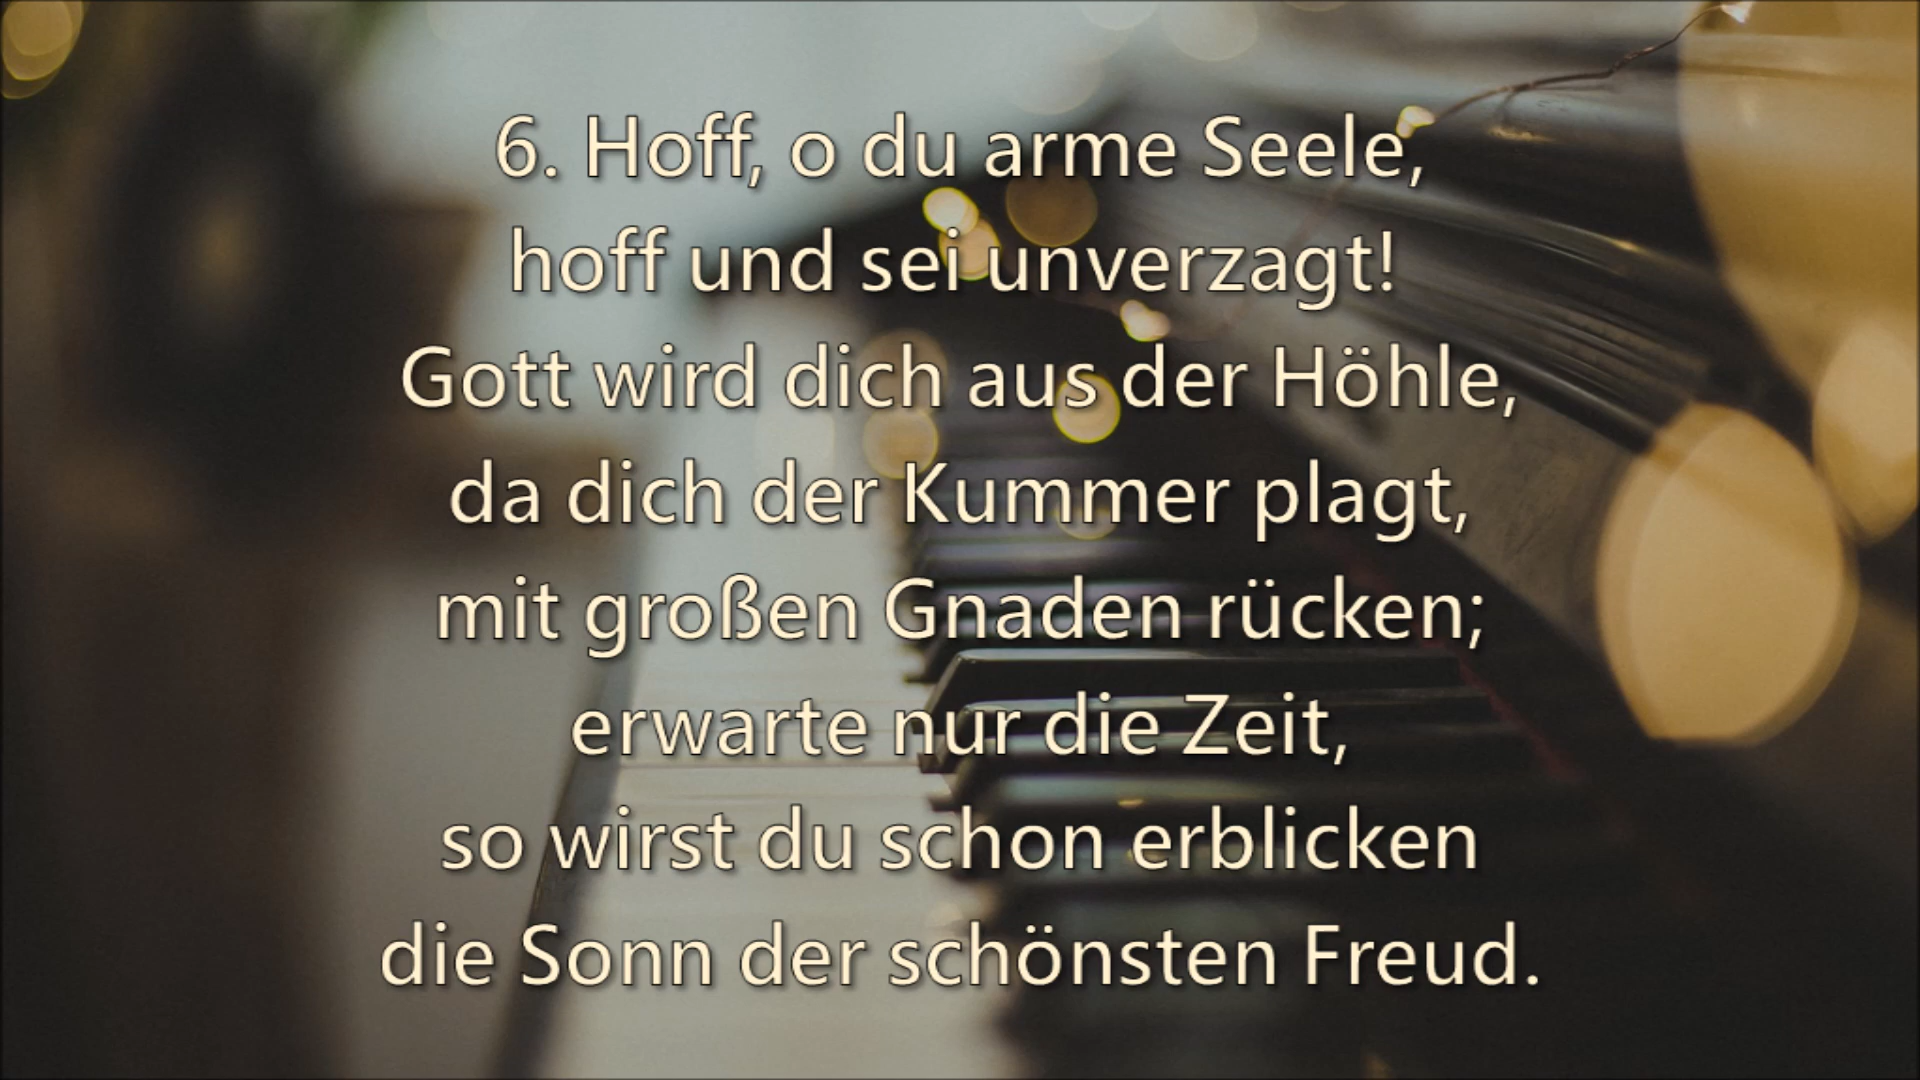 6. Hoff, o du arme Seele,
hoff und sei unverzagt!
Gott wird dich aus der Höhle,
da dich der Kummer plagt,
mit großen Gnaden rücken;
erwarte nur die Zeit,
so wirst du schon erblicken
die Sonn der schönsten Freud.